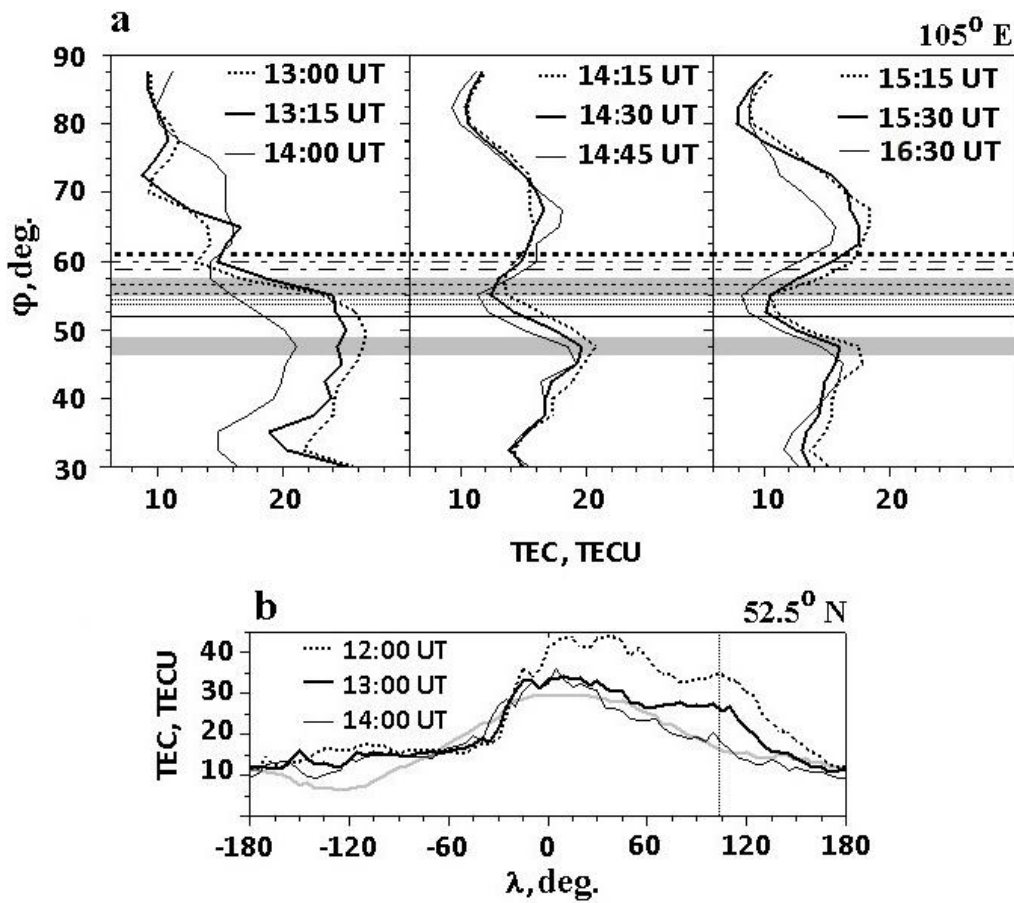 a
105° E
90
80
70
60
50
40
30
φ, deg.
13:00 UT
13:15 UT
14:00 UT
14:15 UT
14:30 UT
14:45 UT
15:15 UT
15:30 UT
16:30 UT
10 20 10 20 10 20
TEC, TECU
b
52.5° N
TEC, TECU
40
30
20
10
12:00 UT
13:00 UT
14:00 UT
-180 -120 -60 0 60 120 180
λ, deg.